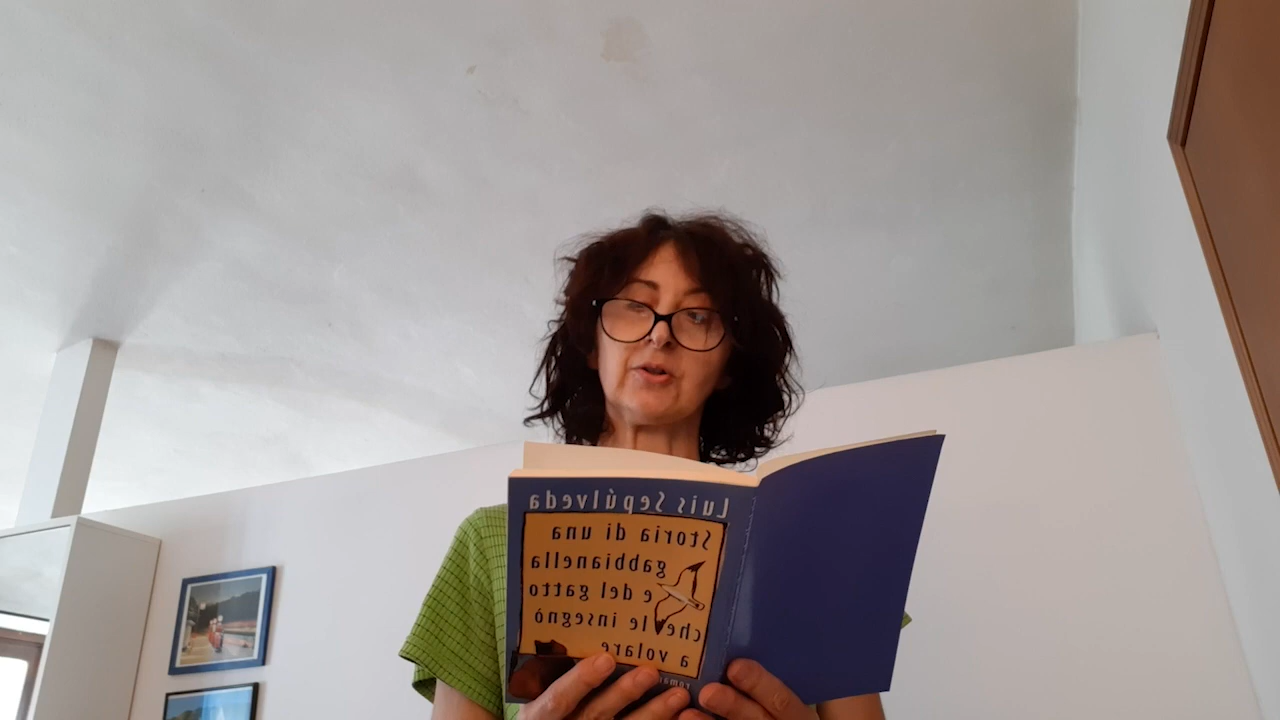 Luis Sepúlveda
Storia di una
gabbianella
e del gatto
che le insegnò
a volare